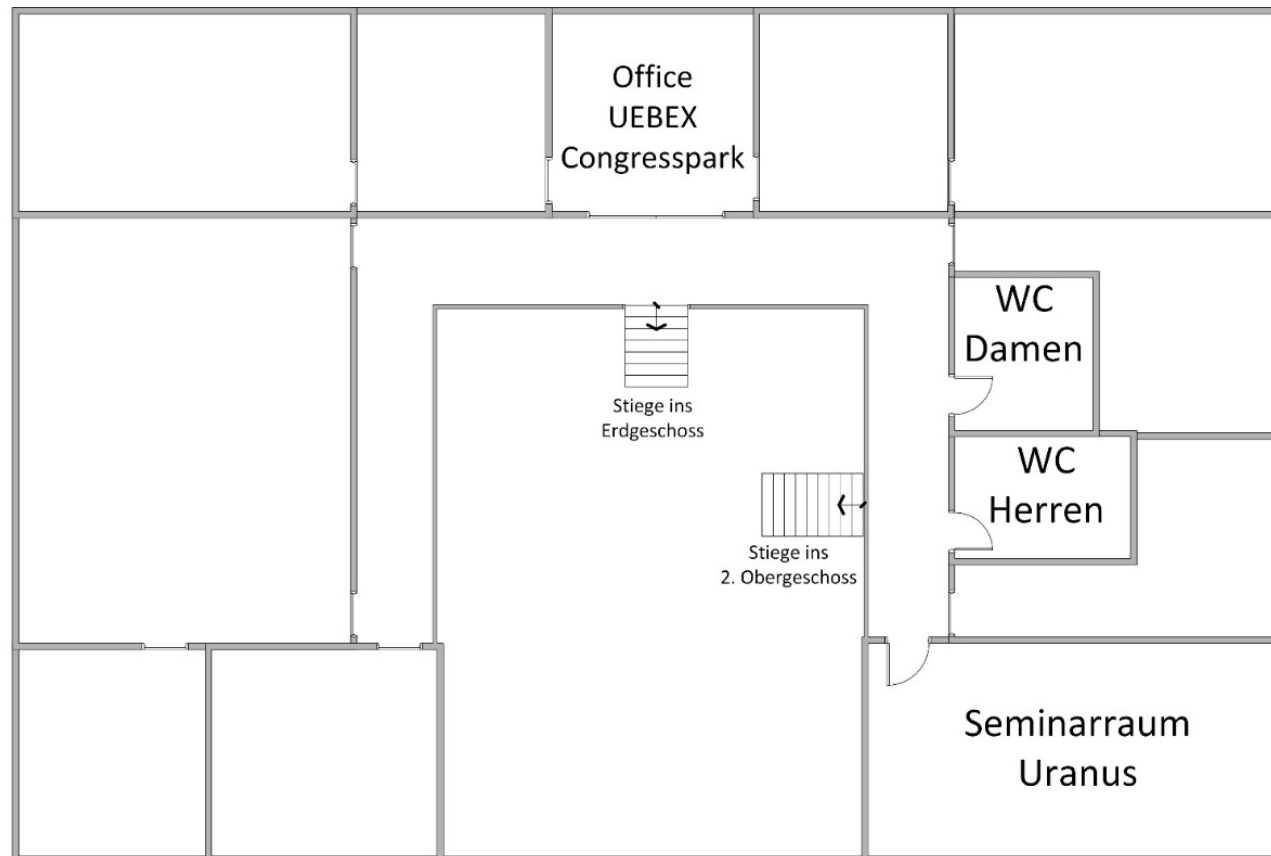 Office
UEBEX
Congresspark
WC
Damen
Stiege ins
Erdgeschoss
WC
Herren
Stiege ins
2. Obergeschoss
Seminarraum
Uranus